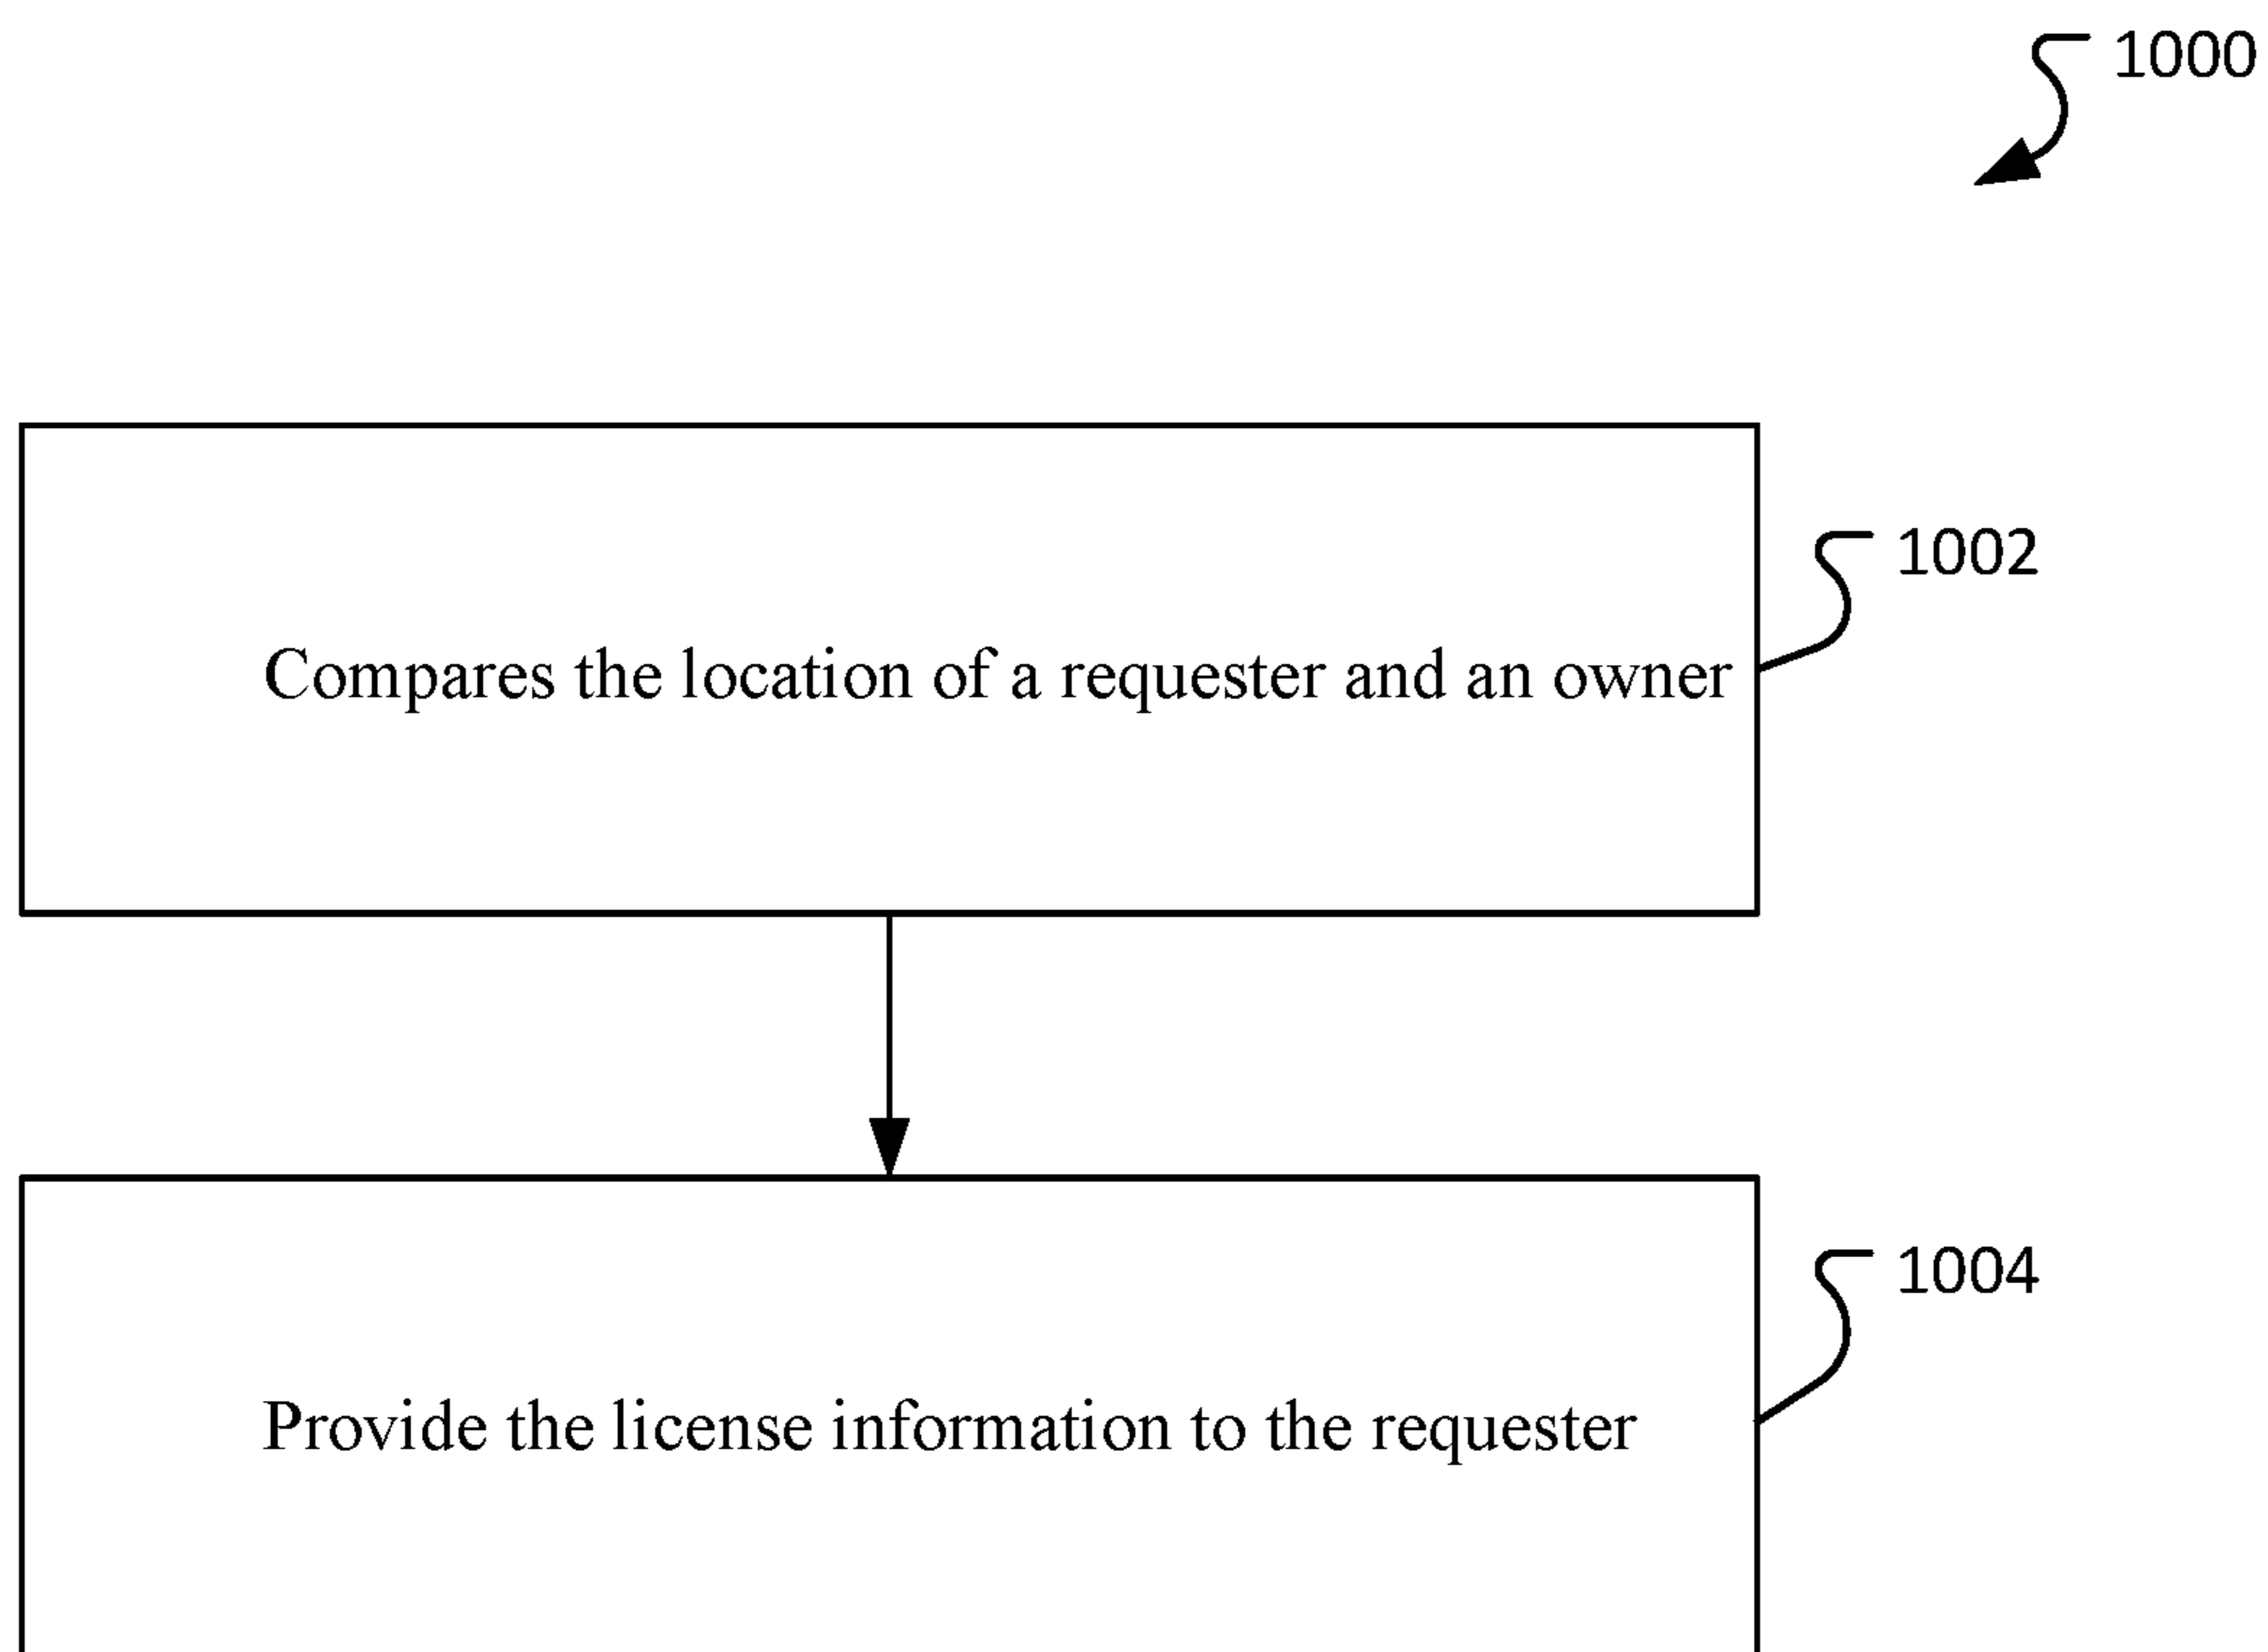 1000
1002
Compares the location of a requester and an owner
1004
Provide the license information to the requester